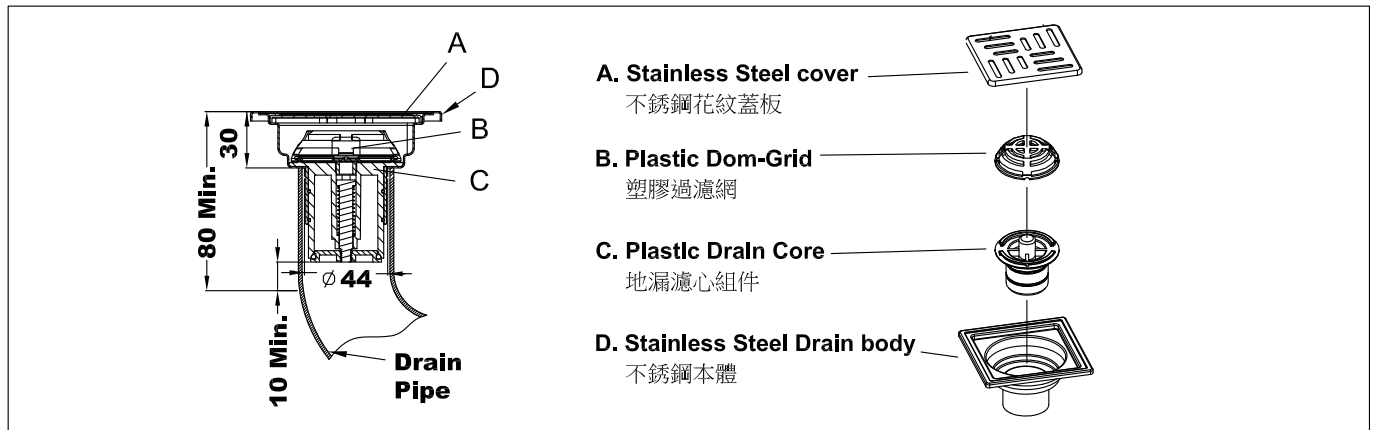 A
D
B
C
30
80 Min.
10 Min.
Ø 44
Drain
Pipe
A. Stainless Steel cover
不銹鋼花紋蓋板
B. Plastic Dom-Grid
塑膠過濾網
C. Plastic Drain Core
地漏濾心組件
D. Stainless Steel Drain body
不銹鋼本體